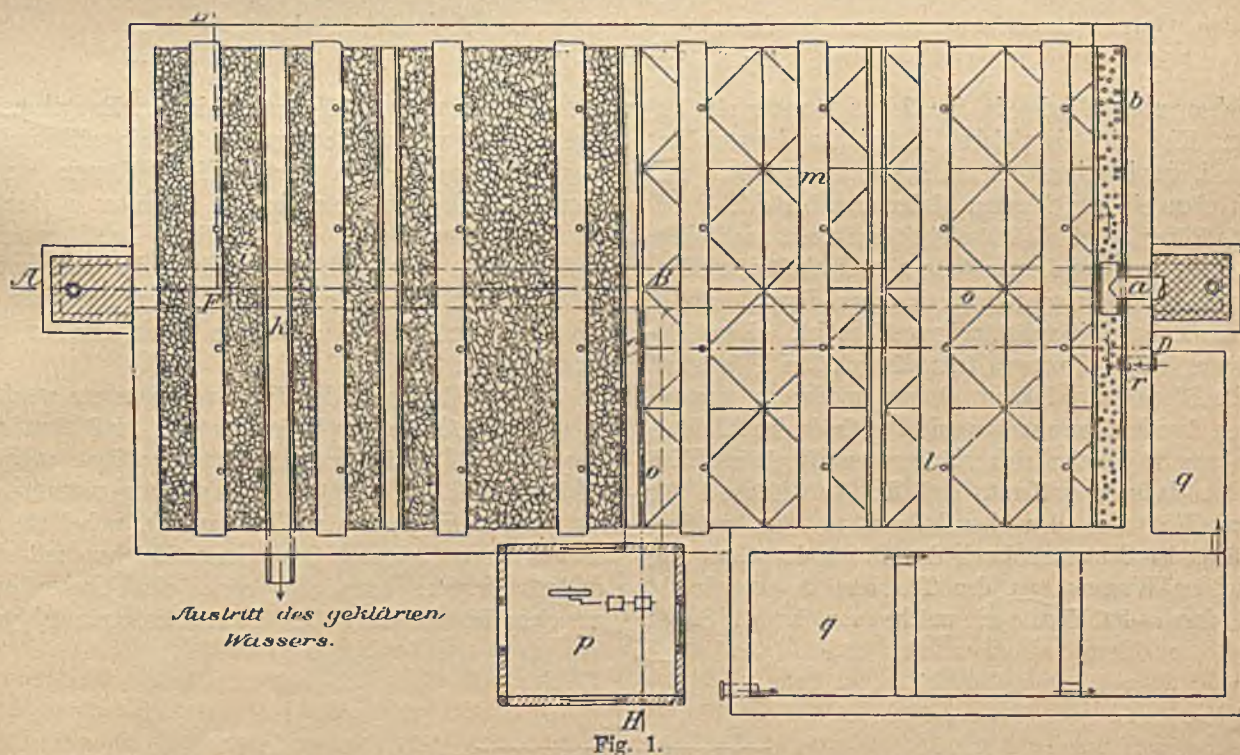 b
i
m
A
B
a
F
o
h
D
r
l
o
q
Austritt des geklärten
Wassers.
p
q
H
Fig. 1.